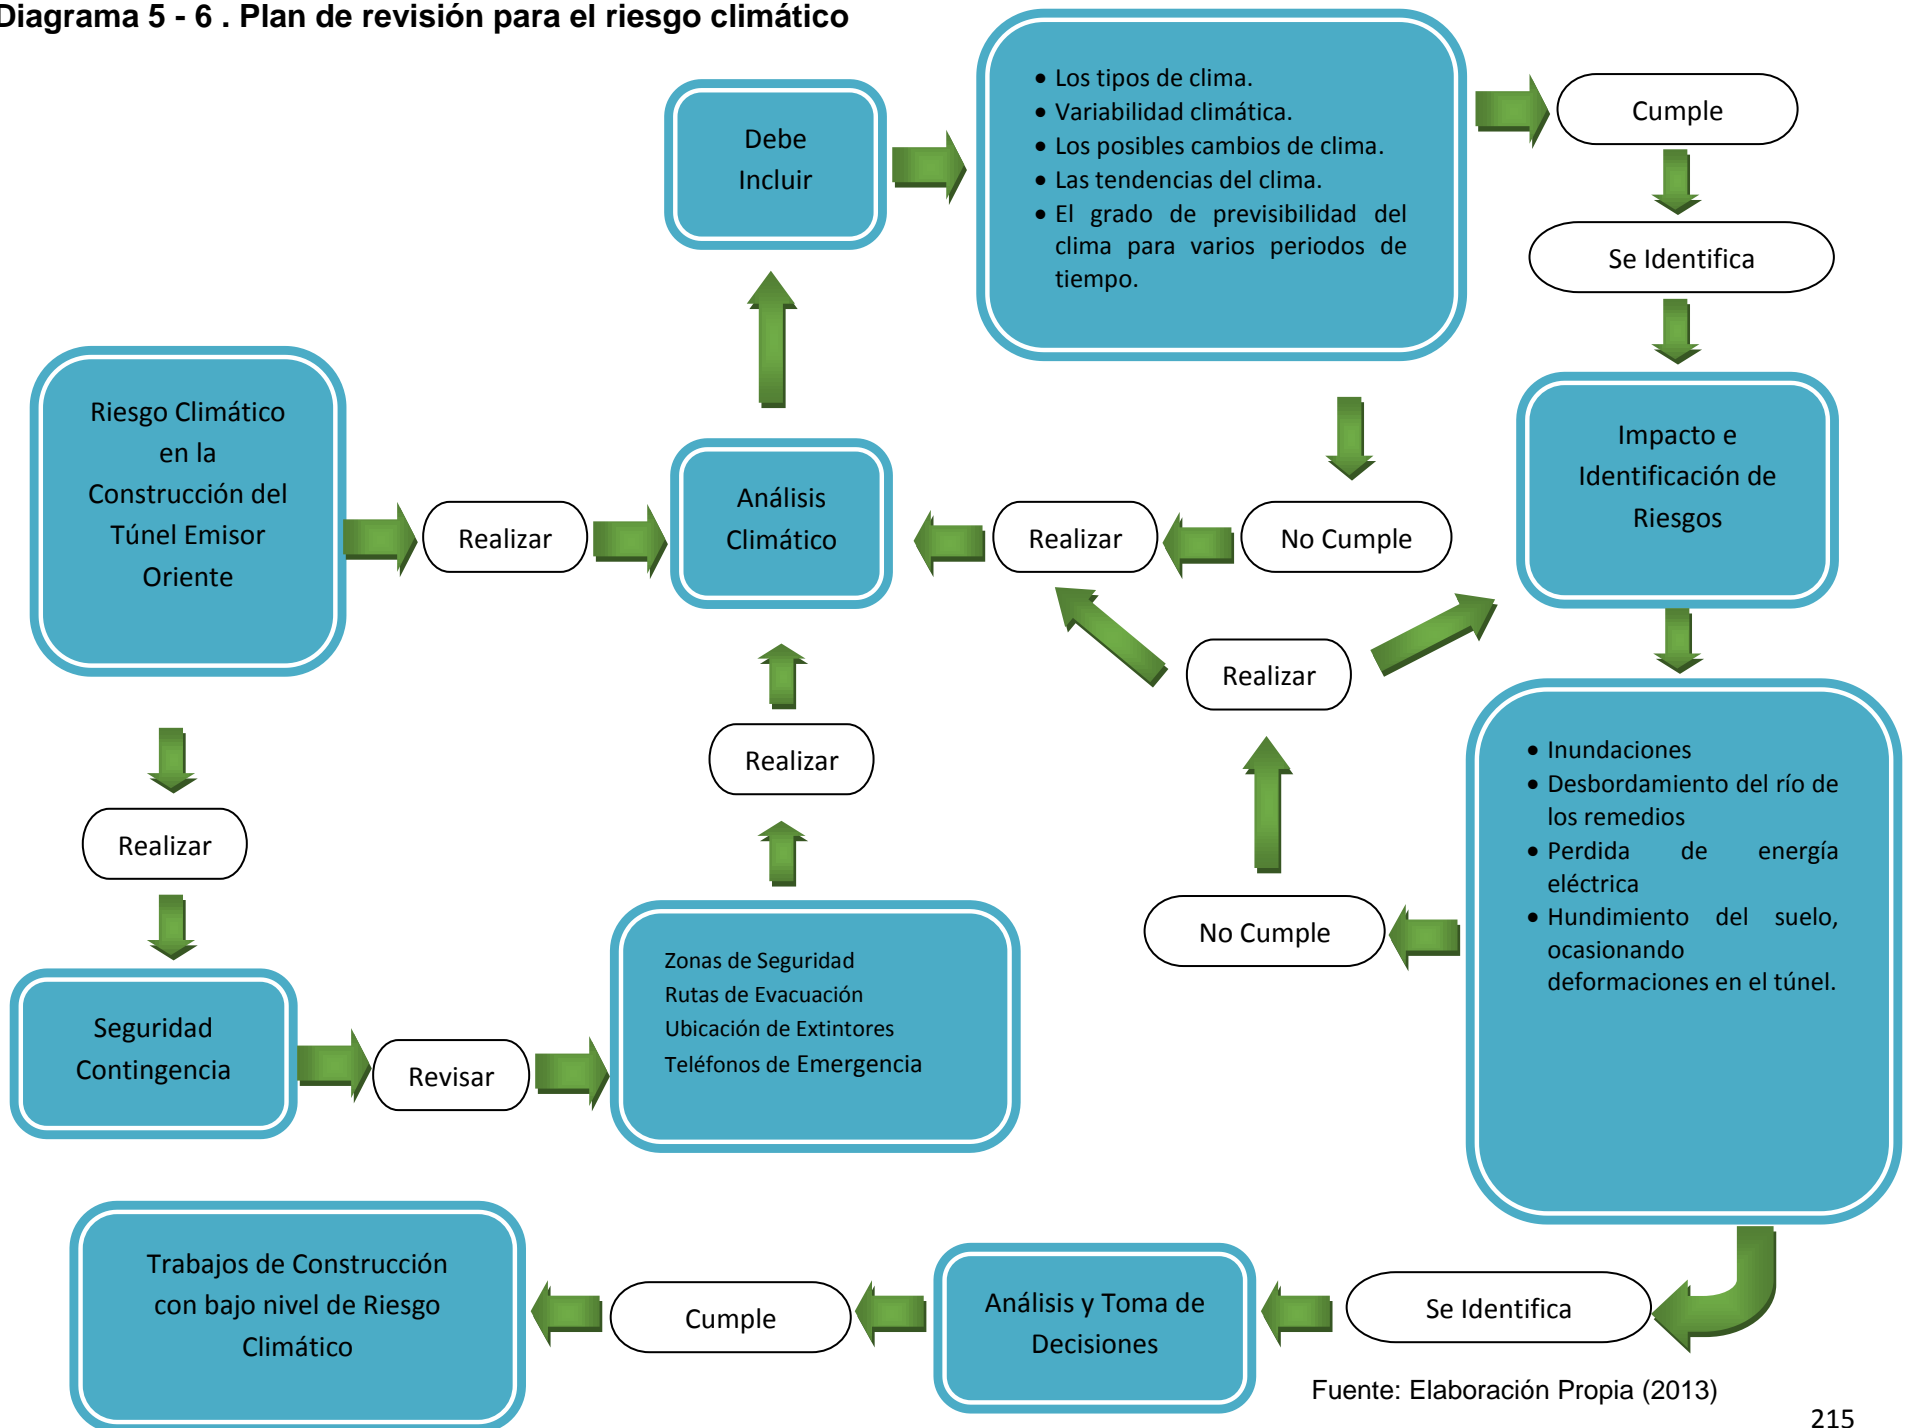 Diagrama 5 - 6 . Plan de revisión para el riesgo climático
Debe
Incluir
• Los tipos de clima.
• Variabilidad climática.
• Los posibles cambios de clima.
• Las tendencias del clima.
• El grado de previsibilidad del
clima para varios periodos de
tiempo.
Cumple
Se Identifica
Riesgo Climático
en la
Construcción del
Túnel Emisor
Oriente
Realizar
Análisis
Climático
Realizar
No Cumple
Impacto e
Identificación de
Riesgos
Realizar
Realizar
Realizar
No Cumple
• Inundaciones
• Desbordamiento del río de
los remedios
• Perdida de energía
eléctrica
• Hundimiento del suelo,
ocasionando
deformaciones en el túnel.
Seguridad
Contingencia
Revisar
Zonas de Seguridad
Rutas de Evacuación
Ubicación de Extintores
Teléfonos de Emergencia
Trabajos de Construcción
con bajo nivel de Riesgo
Climático
Cumple
Análisis y Toma de
Decisiones
Se Identifica
Fuente: Elaboración Propia (2013)
215